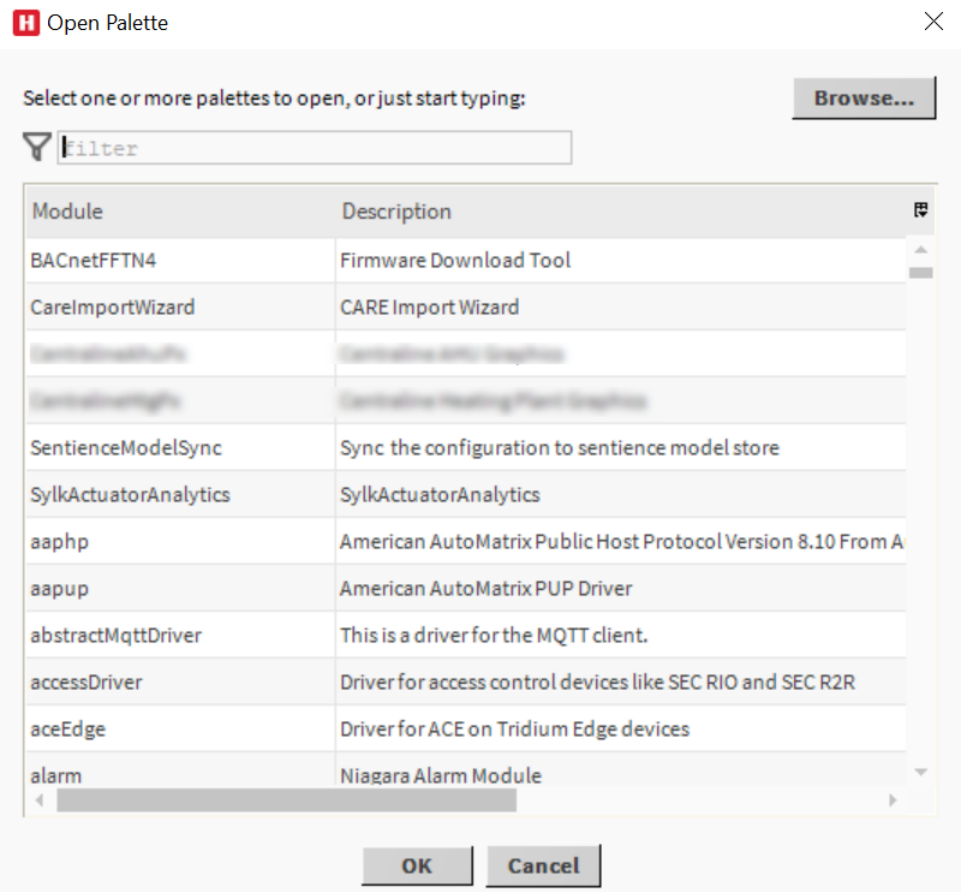 H Open Palette
Select one or more palettes to open, or just start typing:
Browse...
filter
Module Description
BACnetFFTN4 Firmware Download Tool
CareImportWizard CARE Import Wizard
SentienceModelSync Sync the configuration to sentience model store
SylkActuatorAnalytics SylkActuatorAnalytics
aaphp American AutoMatrix Public Host Protocol Version 8.10 From A
aapup American AutoMatrix PUP Driver
abstractMqttDriver This is a driver for the MQTT client.
accessDriver Driver for access control devices like SEC RIO and SEC R2R
aceEdge Driver for ACE on Tridium Edge devices
alarm Niagara Alarm Module
OK Cancel